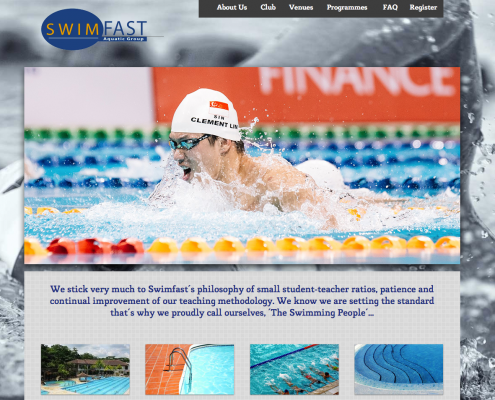 About Us Club Venues Programmes FAQ Register
SWIMFAST
Aquatic Group
FINANCE
SIN
CLEMENT LIM
We stick very much to Swimfast´s philosophy of small student-teacher ratios, patience and
continual improvement of our teaching methodology. We know we are setting the standard
that´s why we proudly call ourselves, ´The Swimming People´...